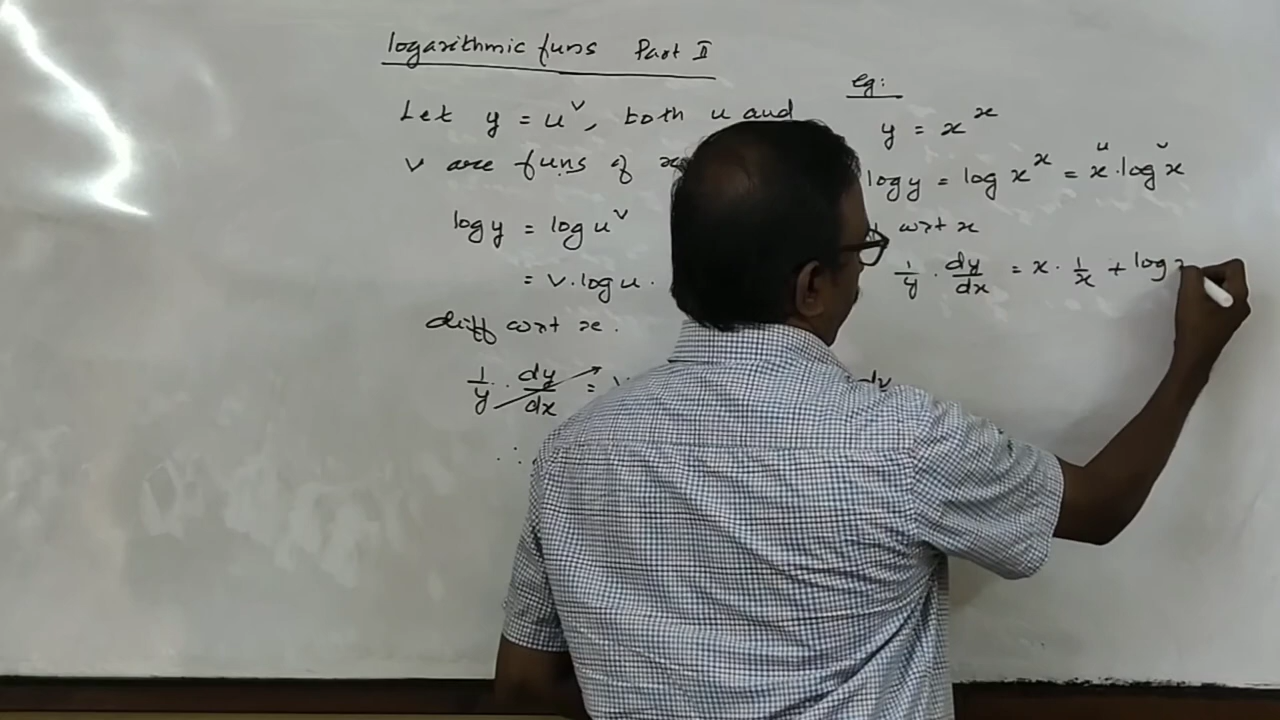 logarithmic funs Part II
Let y = u^v, both u and
v are funs of x
log y = log u^v
= v. log u.
diff wrt x.
1/y . dy/dx =
∴
eg:
y = x^x
u v
log y = log x^x = x . log x
wrt x
1/y . dy/dx = x . 1/x + log
dv